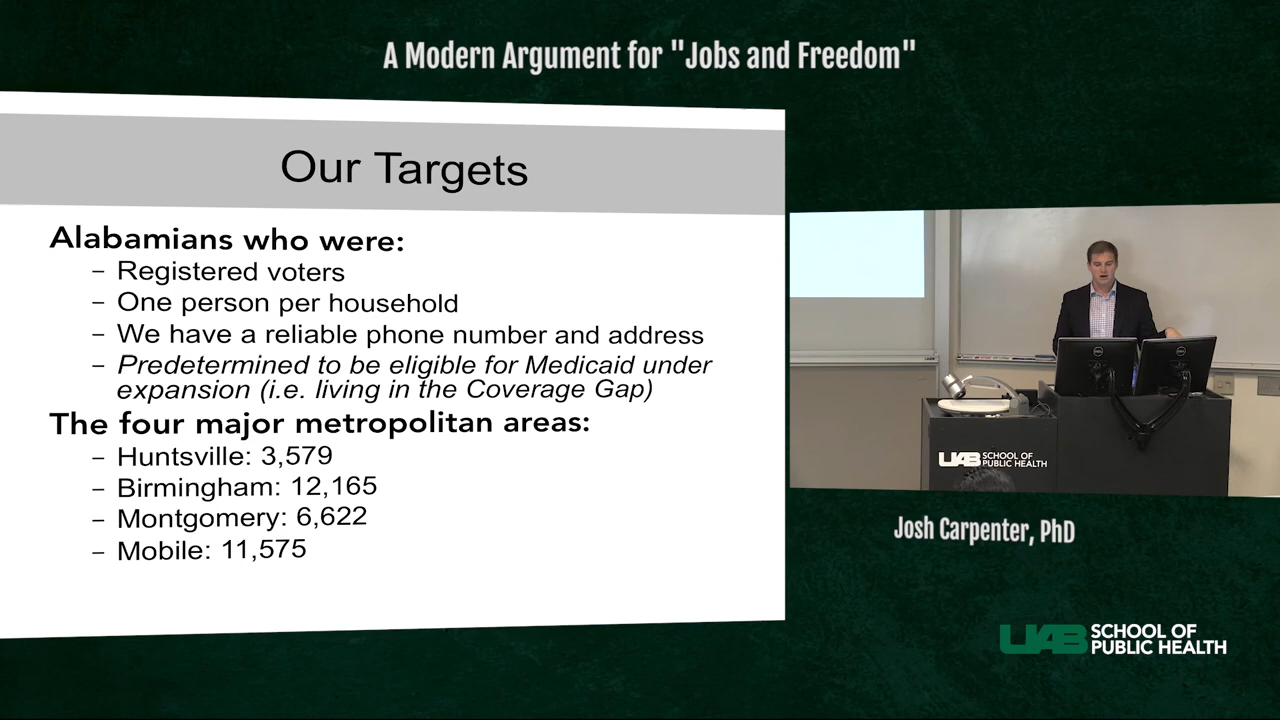 A Modern Argument for "Jobs and Freedom"
Our Targets
Alabamians who were:
– Registered voters
– One person per household
– We have a reliable phone number and address
– Predetermined to be eligible for Medicaid under
expansion (i.e. living in the Coverage Gap)
The four major metropolitan areas:
– Huntsville: 3,579
– Birmingham: 12,165
– Montgomery: 6,622
– Mobile: 11,575
DELL
DELL
UAB SCHOOL OF
PUBLIC HEALTH
Josh Carpenter, PhD
UAB SCHOOL OF
PUBLIC HEALTH